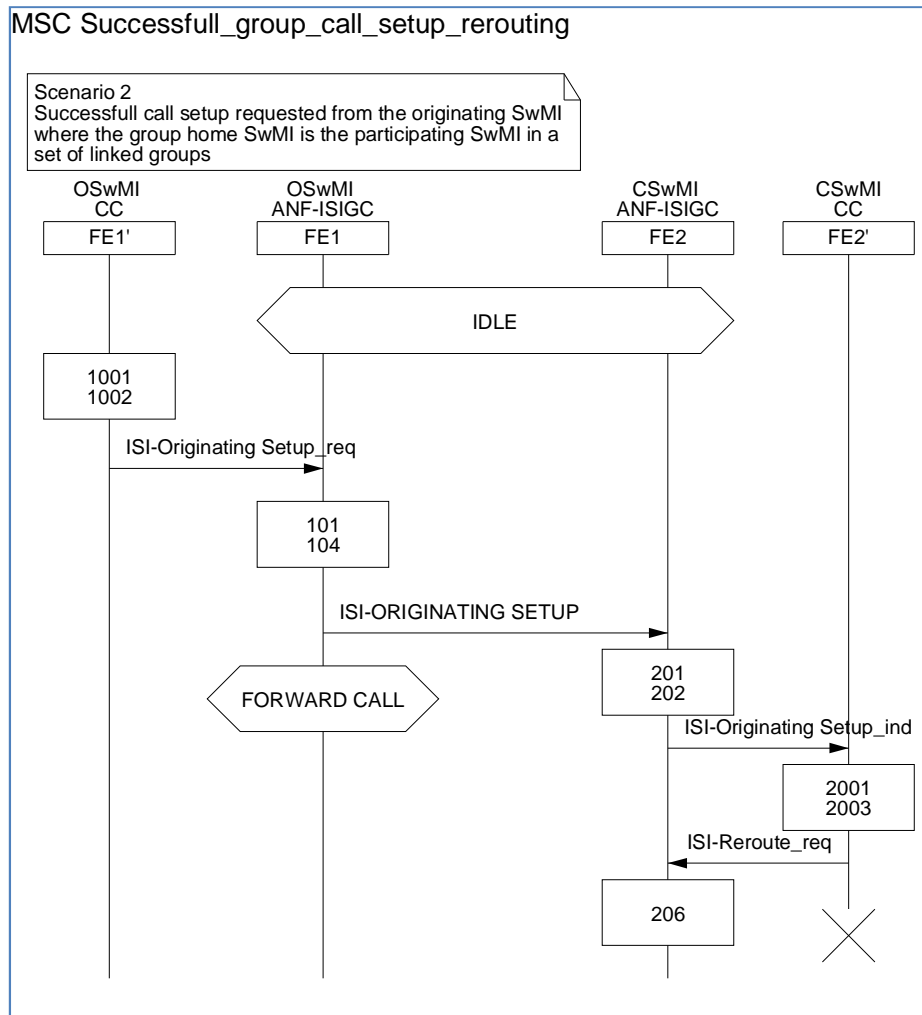 MSC Successfull_group_call_setup_rerouting
Scenario 2
Successfull call setup requested from the originating SwMI
where the group home SwMI is the participating SwMI in a
set of linked groups
OSwMI
CC
FE1'
OSwMI
ANF-ISIGC
FE1
CSwMI
ANF-ISIGC
FE2
CSwMI
CC
FE2'
IDLE
1001
1002
ISI-Originating Setup_req
101
104
ISI-ORIGINATING SETUP
FORWARD CALL
201
202
ISI-Originating Setup_ind
2001
2003
ISI-Reroute_req
206